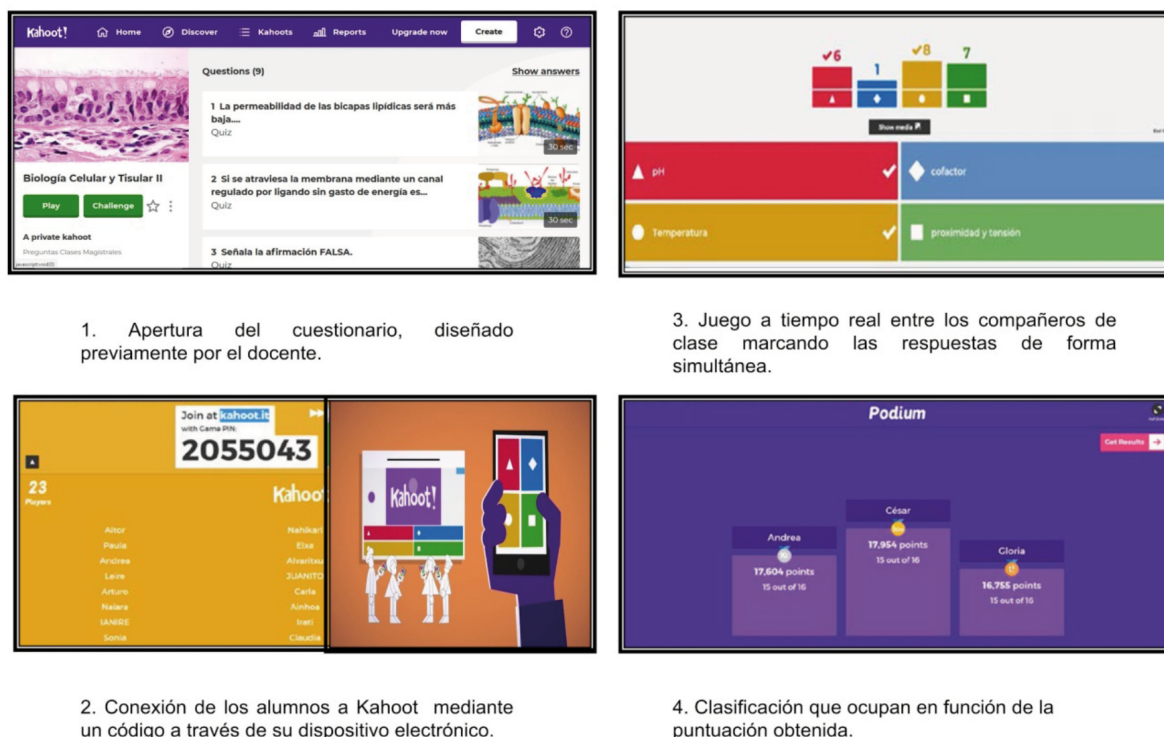 Kahoot!
Home
Discover
Kahoots
Reports
Upgrade now
Create
Questions (9)
Show answers
1 La permeabilidad de las bicapas lipídicas será más
baja....
Quiz
30 sec
Biología Celular y Tisular II
Play
Challenge
2 Si se atraviesa la membrana mediante un canal
regulado por ligando sin gasto de energía es...
Quiz
30 sec
A private kahoot
Preguntas Clases Magistrales
3 Señala la afirmación FALSA.
Quiz
1. Apertura del cuestionario, diseñado
previamente por el docente.
6
1
8
7
Show media
pH
cofactor
Temperatura
proximidad y tensión
3. Juego a tiempo real entre los compañeros de
clase marcando las respuestas de forma
simultánea.
Join at kahoot.it
with Game PIN:
2055043
23
Players
Kahoot
Aitor
Nahikari
Paula
Elxa
Andrea
Alvaritsu
Leire
JUANITO
Arturo
Carla
Naiara
Ainhoa
IANIRE
Irati
Sonia
Claudia
Kahoot!
2. Conexión de los alumnos a Kahoot mediante
un código a través de su dispositivo electrónico.
Podium
Get Results
César
17,954 points
15 out of 16
Andrea
17,604 points
15 out of 16
Gloria
16,755 points
15 out of 16
4. Clasificación que ocupan en función de la
puntuación obtenida.